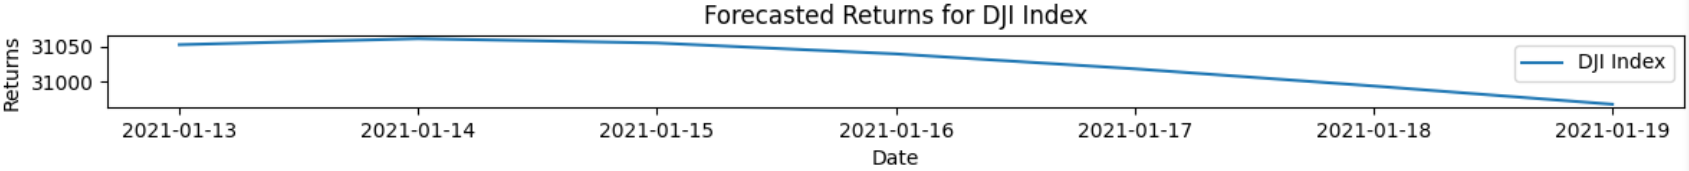 Forecasted Returns for DJI Index
Returns
31050
31000
DJI Index
2021-01-13 2021-01-14 2021-01-15 2021-01-16 2021-01-17 2021-01-18 2021-01-19
Date